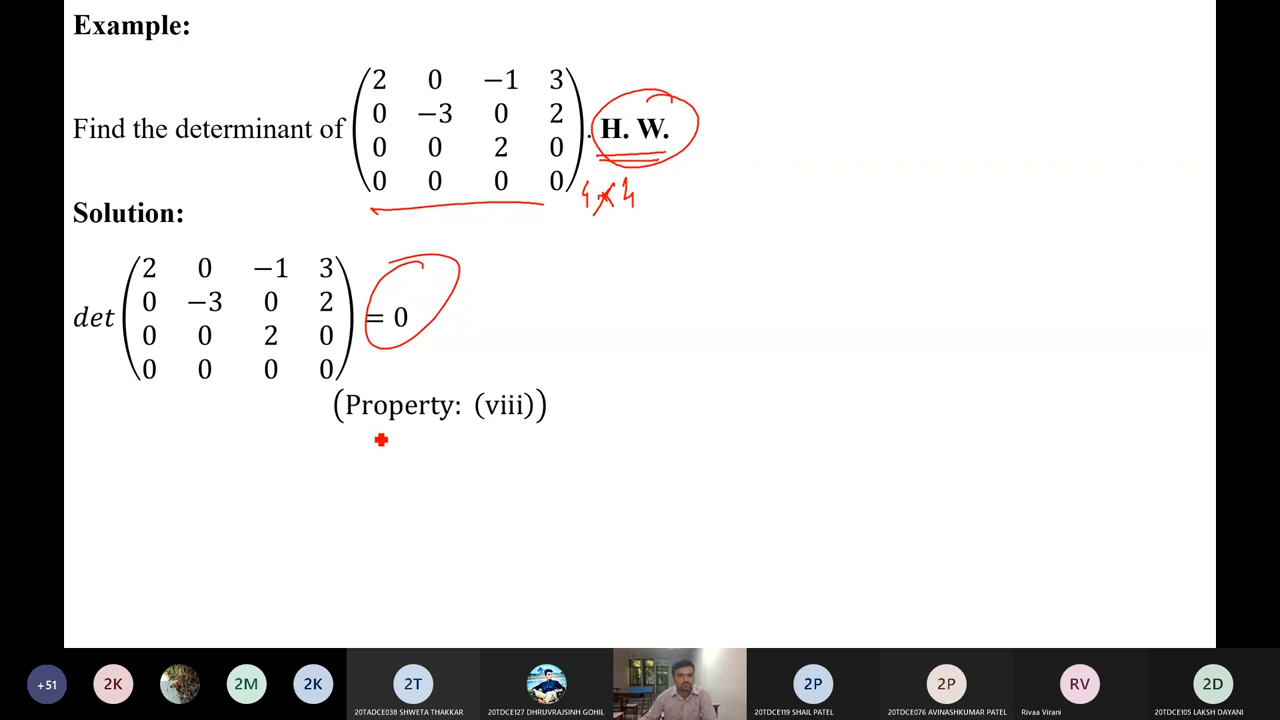 Example:
Find the determinant of (2 0 −1 3
0 −3 0 2
0 0 2 0
0 0 0 0). H. W.
4×4
Solution:
det (2 0 −1 3
0 −3 0 2
0 0 2 0
0 0 0 0) = 0
(Property: (viii))
+51 2K 2M 2K 2T 2P 2P RV 2D
20TADCE038 SHWETA THAKKAR 20TDCE127 DHRUVRAJSINH GOHIL 20TDCE119 SHAIL PATEL 20TDCE076 AVINASHKUMAR PATEL Rivaa Virani 20TDCE105 LAKSH DAYANI